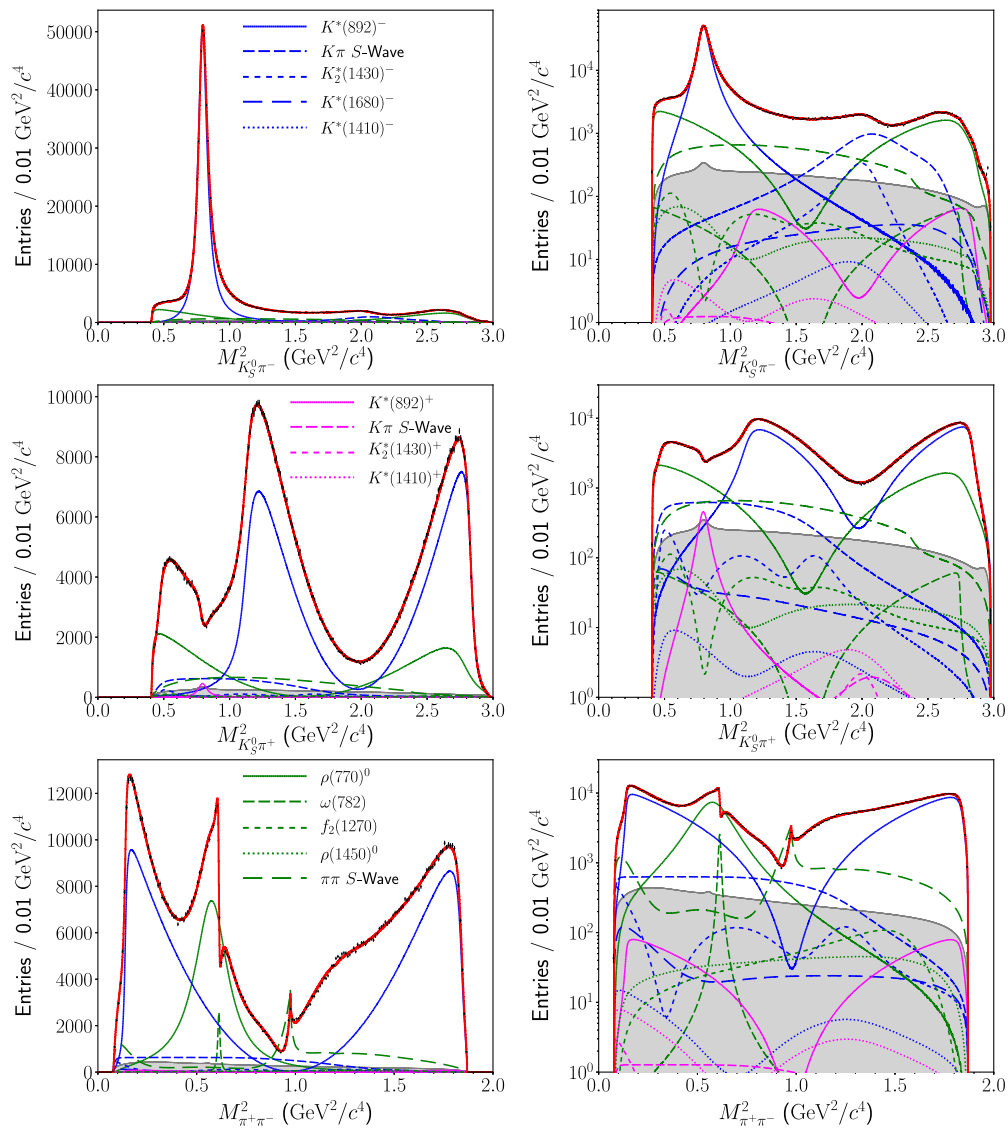 Entries / 0.01 GeV²/c⁴
50000
40000
30000
20000
10000
0
K*(892)⁻
Kπ S-Wave
K₂*(1430)⁻
K*(1680)⁻
K*(1410)⁻
0.0 0.5 1.0 1.5 2.0 2.5 3.0
M²_{K_S⁰π⁻} (GeV²/c⁴)
Entries / 0.01 GeV²/c⁴
10⁴
10³
10²
10¹
10⁰
0.0 0.5 1.0 1.5 2.0 2.5 3.0
M²_{K_S⁰π⁻} (GeV²/c⁴)
Entries / 0.01 GeV²/c⁴
10000
8000
6000
4000
2000
0
K*(892)⁺
Kπ S-Wave
K₂*(1430)⁺
K*(1410)⁺
0.0 0.5 1.0 1.5 2.0 2.5 3.0
M²_{K_S⁰π⁺} (GeV²/c⁴)
Entries / 0.01 GeV²/c⁴
10⁴
10³
10²
10¹
10⁰
0.0 0.5 1.0 1.5 2.0 2.5 3.0
M²_{K_S⁰π⁺} (GeV²/c⁴)
Entries / 0.01 GeV²/c⁴
12000
10000
8000
6000
4000
2000
0
ρ(770)⁰
ω(782)
f₂(1270)
ρ(1450)⁰
ππ S-Wave
0.0 0.5 1.0 1.5 2.0
M²_{π⁺π⁻} (GeV²/c⁴)
Entries / 0.01 GeV²/c⁴
10⁴
10³
10²
10¹
10⁰
0.0 0.5 1.0 1.5 2.0
M²_{π⁺π⁻} (GeV²/c⁴)